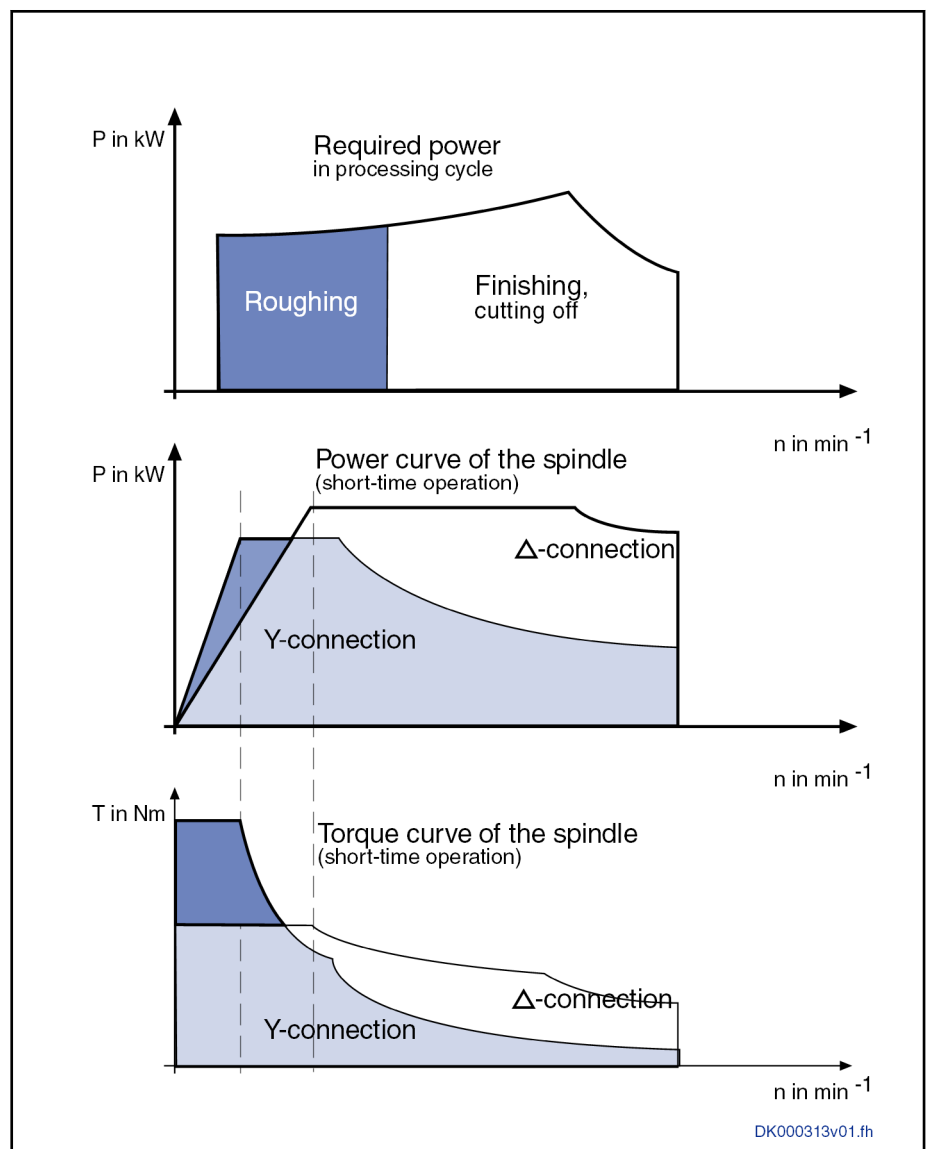 P in kW
Required power
in processing cycle
Roughing
Finishing,
cutting off
n in min -1
P in kW
Power curve of the spindle
(short-time operation)
Δ-connection
Y-connection
n in min -1
T in Nm
Torque curve of the spindle
(short-time operation)
Δ-connection
Y-connection
n in min -1
DK000313v01.fh